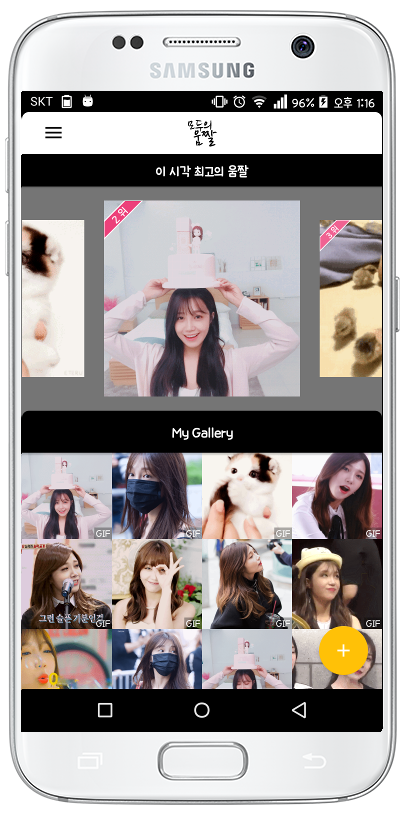 SAMSUNG
SKT 96% 오후 1:16
모두의
움짤
이 시각 최고의 움짤
2위
3위
My Gallery
GIF GIF GIF GIF
GIF GIF GIF GIF
그런 슬픈 기분인걸
+